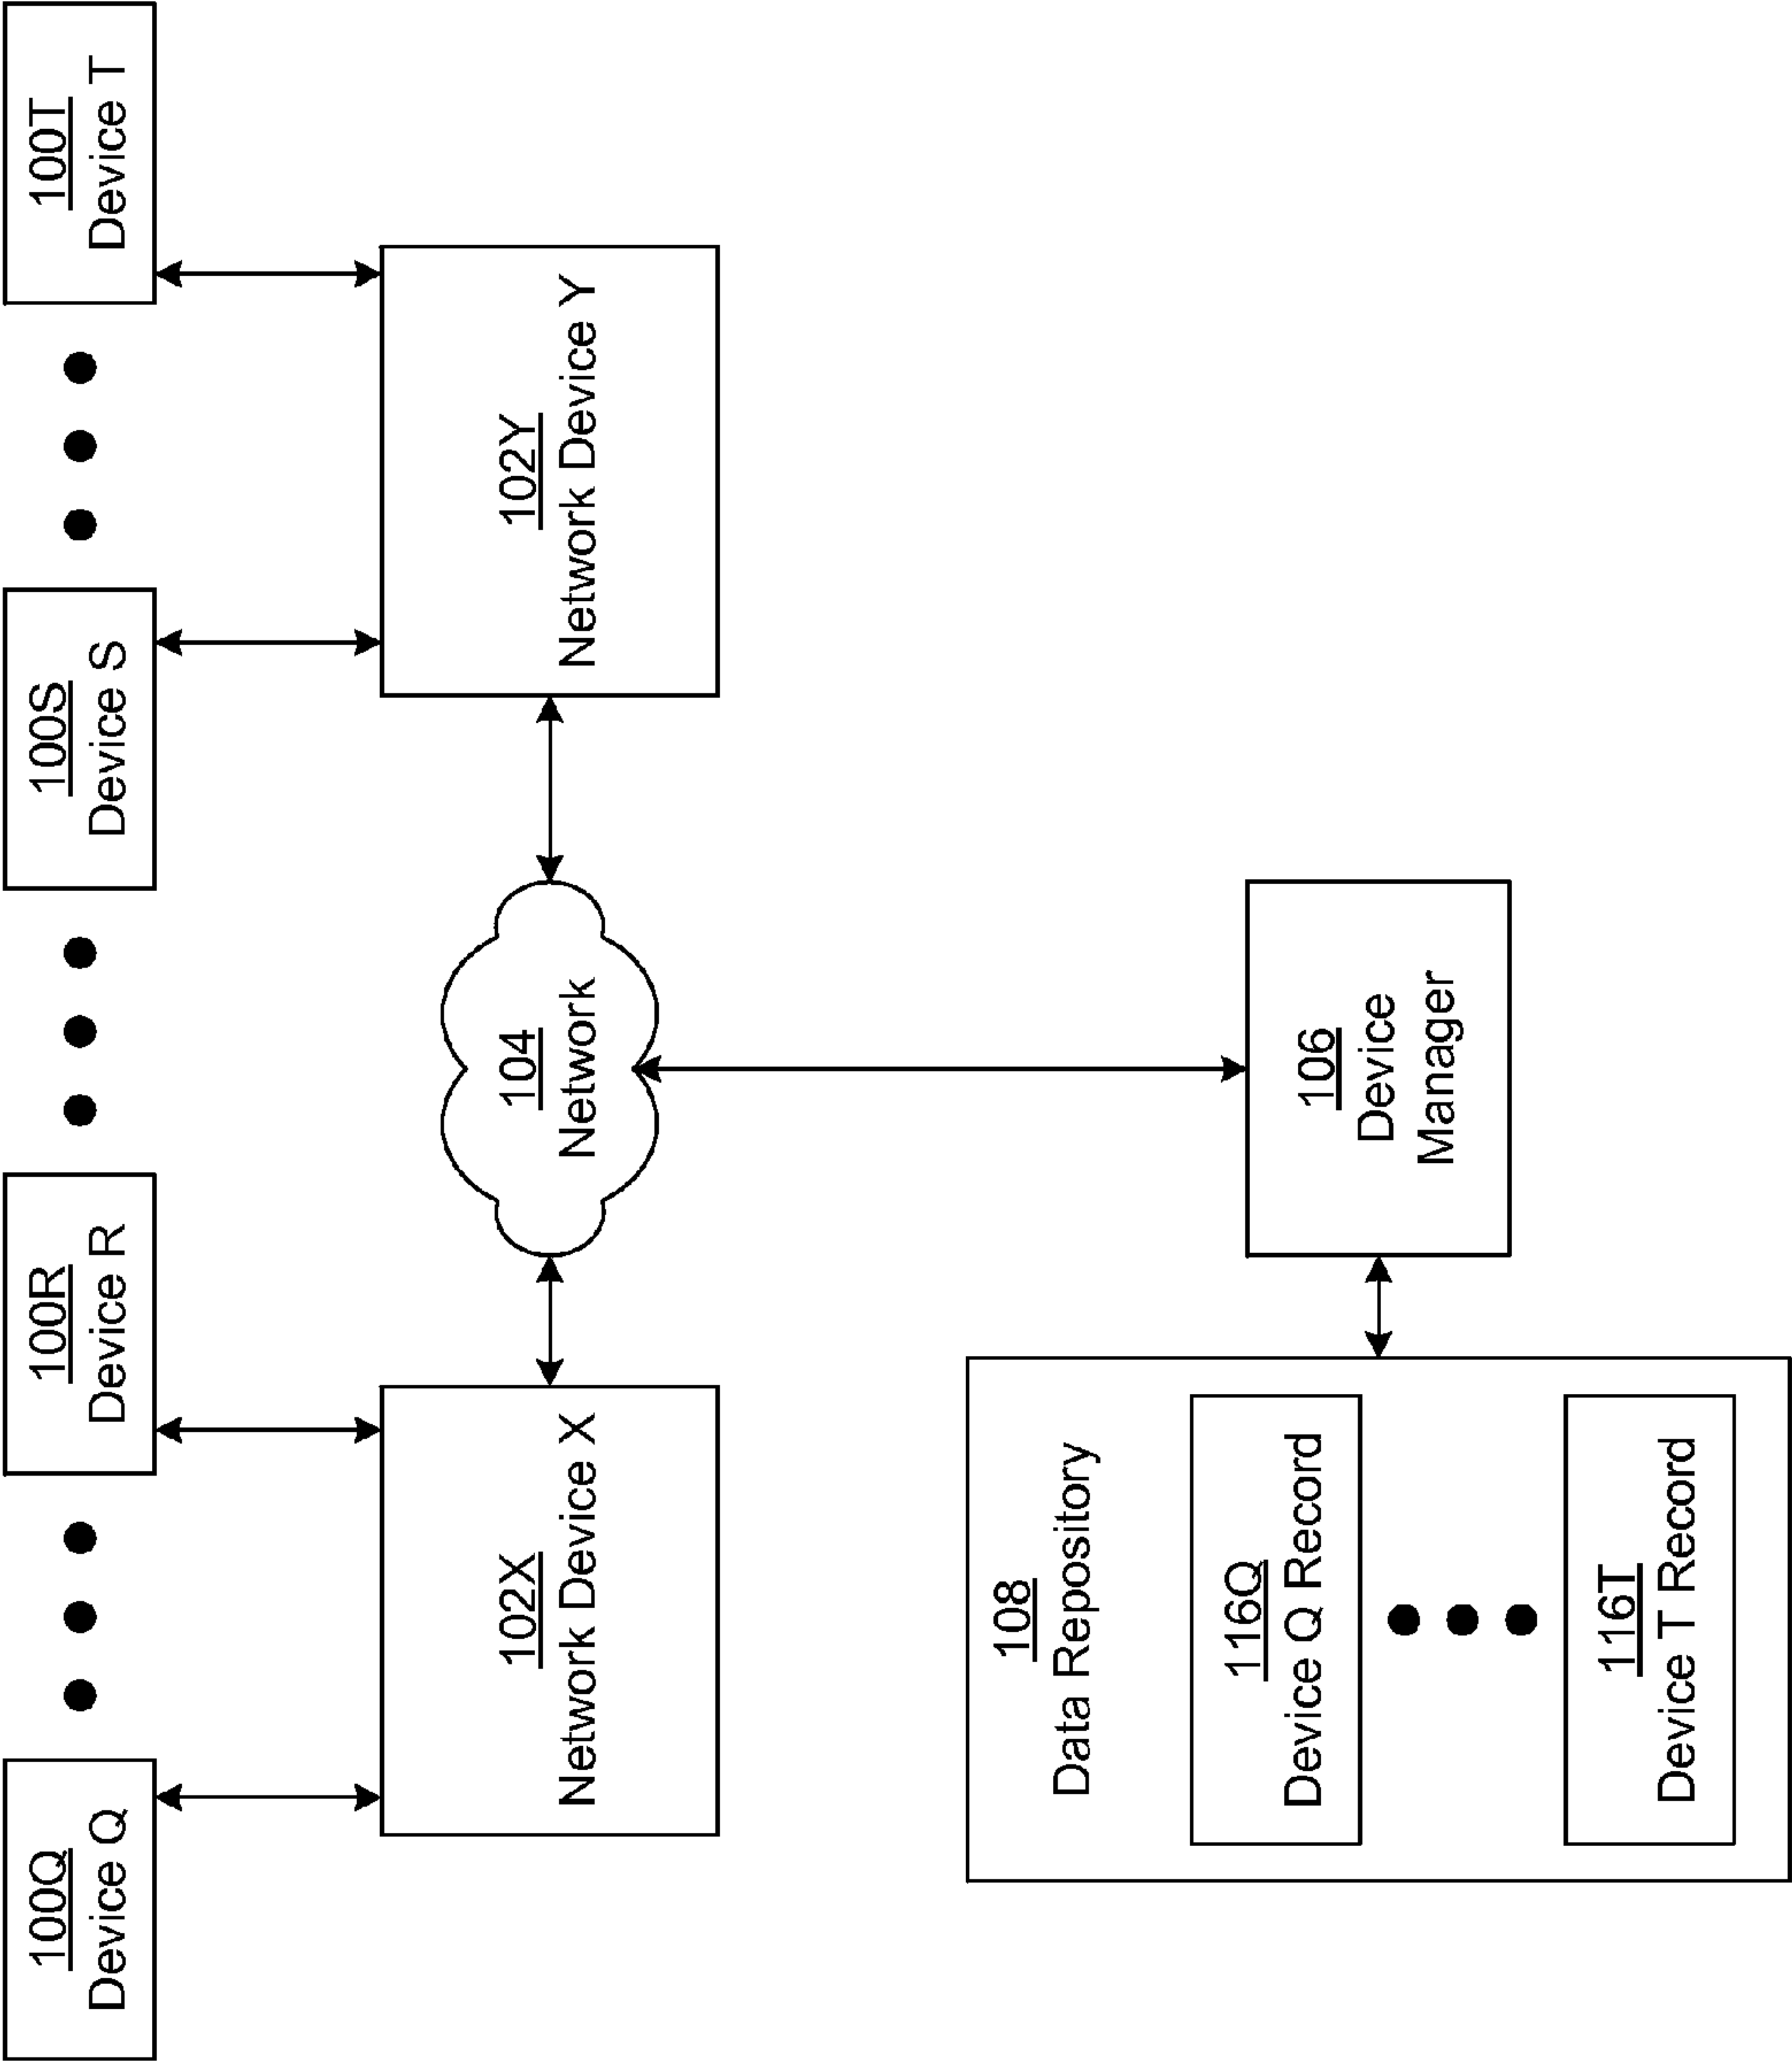 100Q
Device Q
100R
Device R
100S
Device S
100T
Device T
102X
Network Device X
104
Network
102Y
Network Device Y
108
Data Repository
116Q
Device Q Record
116T
Device T Record
106
Device
Manager